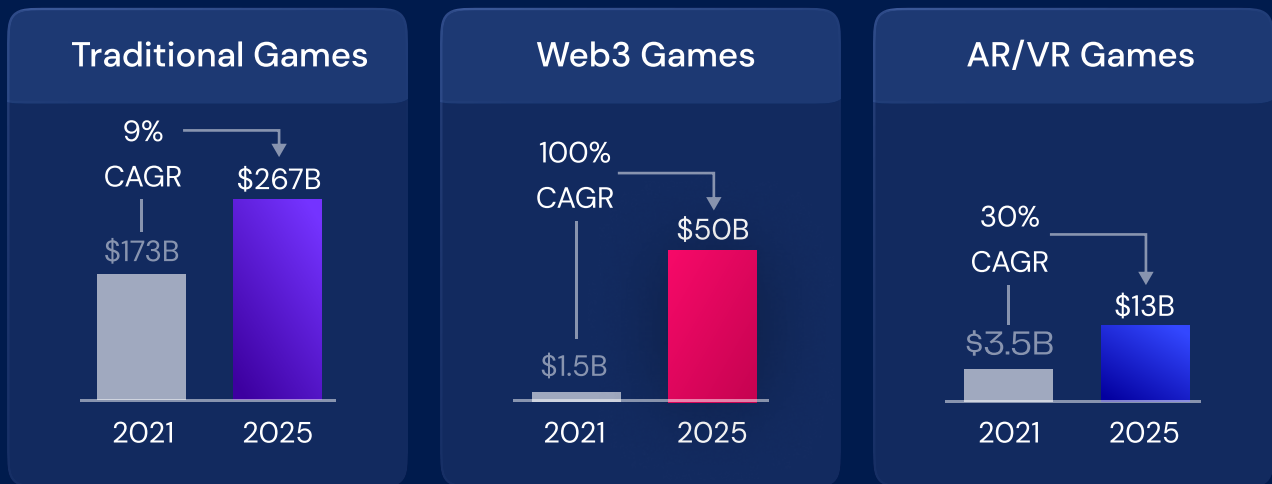 Traditional Games
9%
CAGR
$267B
$173B
2021 2025
Web3 Games
100%
CAGR
$50B
$1.5B
2021 2025
AR/VR Games
30%
CAGR
$13B
$3.5B
2021 2025